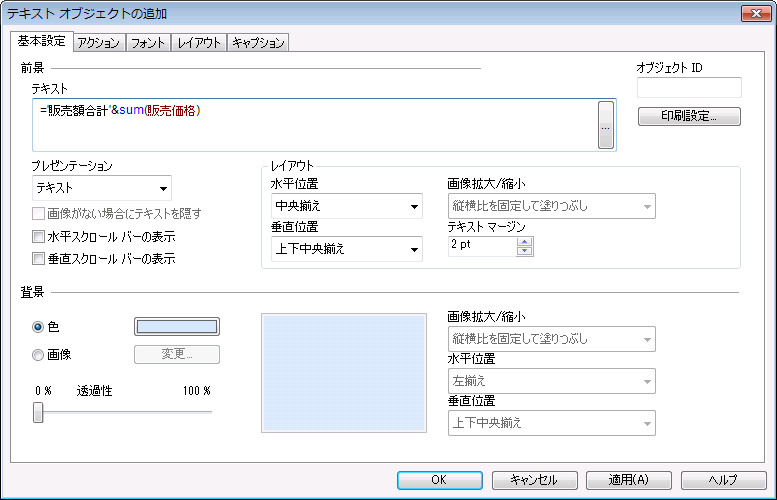 テキスト オブジェクトの追加
基本設定 アクション フォント レイアウト キャプション
前景
オブジェクト ID
テキスト
='販売額合計'&sum(販売価格)
...
印刷設定...
プレゼンテーション
テキスト
画像がない場合にテキストを隠す
水平スクロール バーの表示
垂直スクロール バーの表示
レイアウト
水平位置
中央揃え
垂直位置
上下中央揃え
画像拡大/縮小
縦横比を固定して塗りつぶし
テキスト マージン
2 pt
背景
色
画像
変更...
0 % 透過性 100 %
画像拡大/縮小
縦横比を固定して塗りつぶし
水平位置
左揃え
垂直位置
上下中央揃え
OK キャンセル 適用(A) ヘルプ